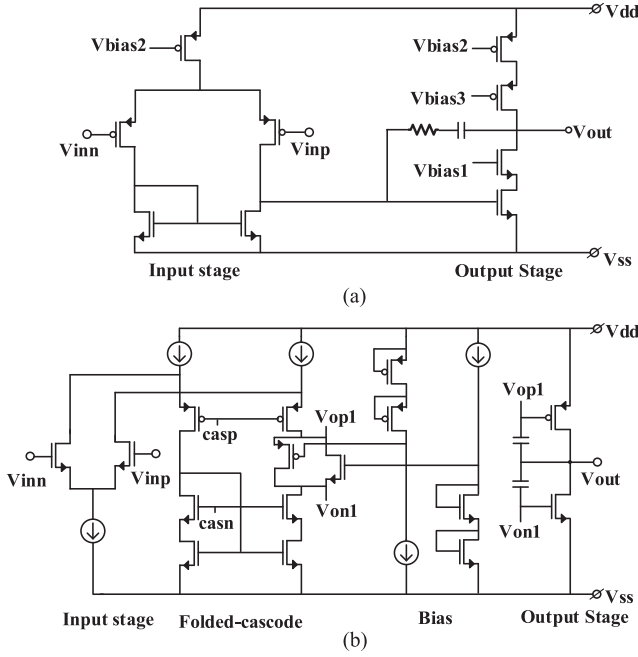 Vdd
Vbias2
Vbias2
Vbias3
Vinn
Vinp
Vout
Vbias1
Vss
Input stage
Output Stage
(a)
Vdd
Vop1
Vop1
casp
Vinn
Vinp
Vout
casn
Von1
Von1
Vss
Input stage
Folded-cascode
Bias
Output Stage
(b)